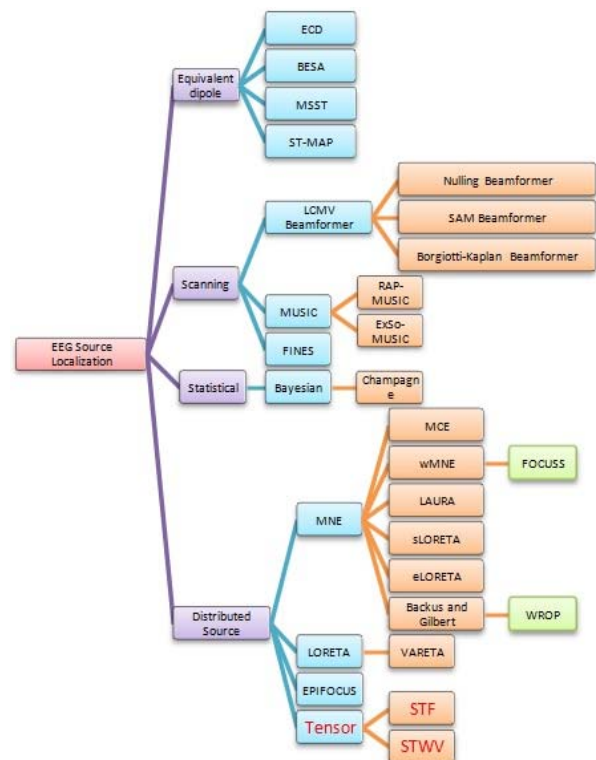 ECD
BESA
Equivalent
dipole
MSST
ST-MAP
Nulling Beamformer
LCMV
Beamformer
SAM Beamformer
Borgiotti-Kaplan Beamformer
Scanning
RAP-
MUSIC
MUSIC
ExSo-
MUSIC
FINES
EEG Source
Localization
Statistical
Bayesian
Champagn
e
MCE
wMNE
FOCUSS
LAURA
MNE
sLORETA
eLORETA
Backus and
Gilbert
WROP
Distributed
Source
LORETA
VARETA
EPIFOCUS
Tensor
STF
STWV